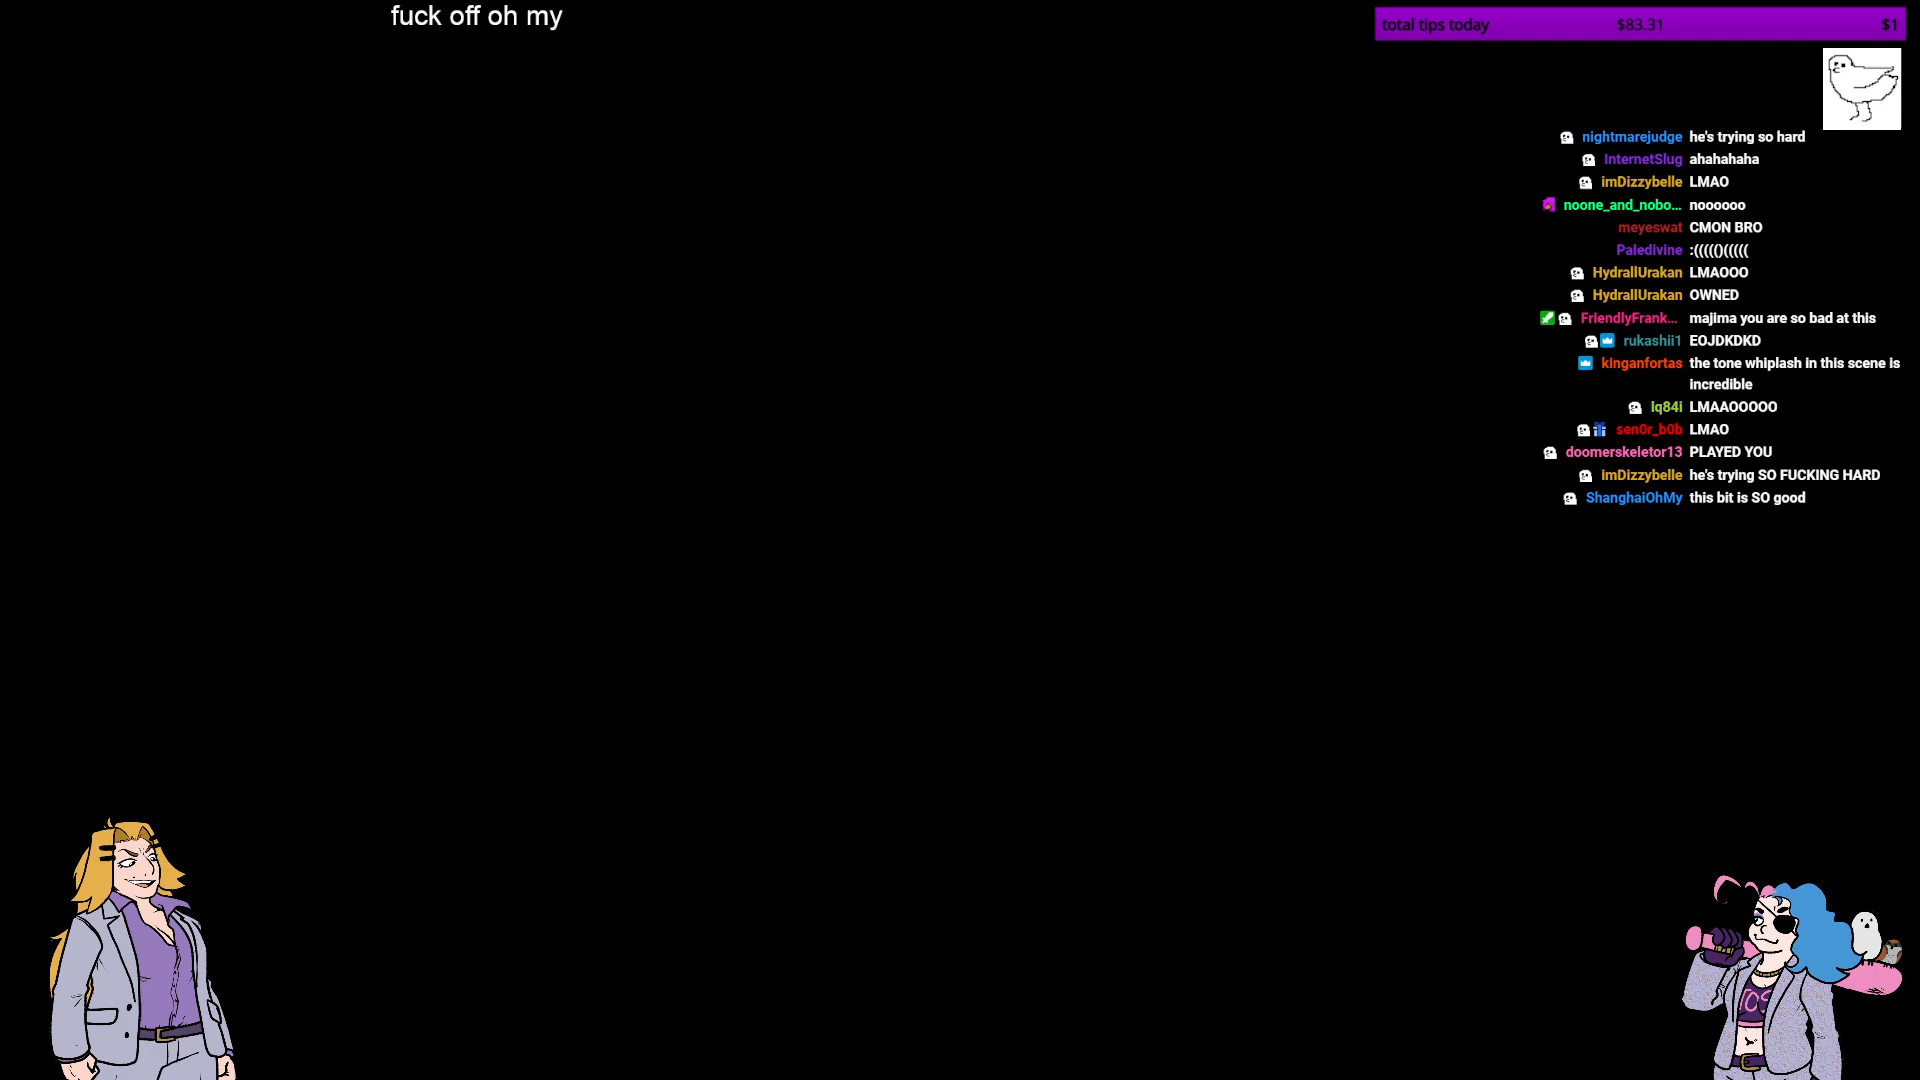 fuck off oh my
total tips today $83.31 $1
nightmarejudge he's trying so hard
InternetSlug ahahahaha
imDizzybelle LMAO
noone_and_nobo... noooooo
meyeswat CMON BRO
Paledivine :((((()(((((
HydrallUrakan LMAOOO
HydrallUrakan OWNED
FriendlyFrank... majima you are so bad at this
rukashii1 EOJDKDKD
kinganfortas the tone whiplash in this scene is
incredible
lq84i LMAAOOOOO
sen0r_b0b LMAO
doomerskeletor13 PLAYED YOU
imDizzybelle he's trying SO FUCKING HARD
ShanghaiOhMy this bit is SO good